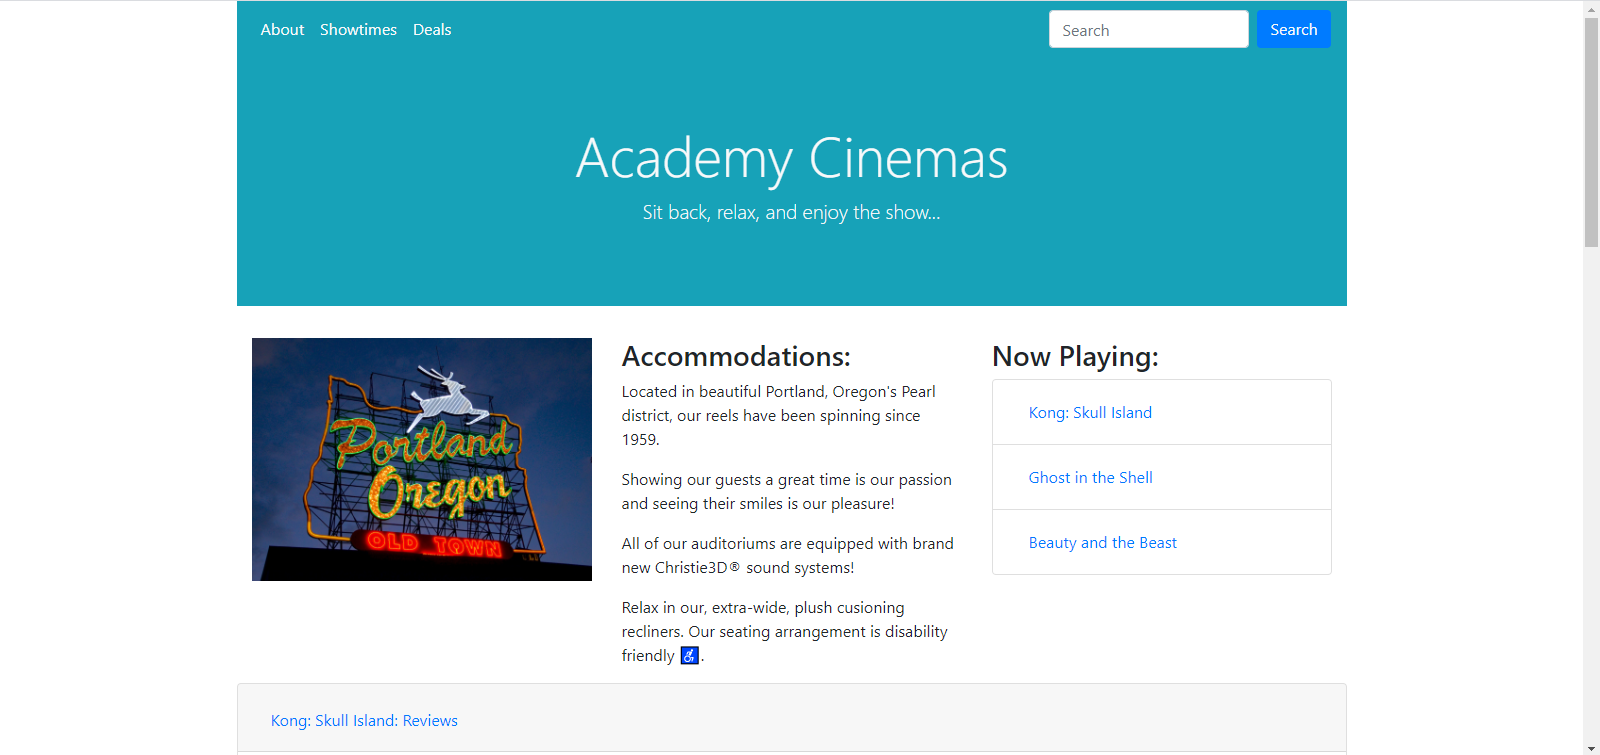 About Showtimes Deals Search Search
Academy Cinemas
Sit back, relax, and enjoy the show...
Portland
Oregon
OLD TOWN
Accommodations:
Located in beautiful Portland, Oregon's Pearl
district, our reels have been spinning since
1959.
Showing our guests a great time is our passion
and seeing their smiles is our pleasure!
All of our auditoriums are equipped with brand
new Christie3D® sound systems!
Relax in our, extra-wide, plush cusioning
recliners. Our seating arrangement is disability
friendly ♿.
Now Playing:
Kong: Skull Island
Ghost in the Shell
Beauty and the Beast
Kong: Skull Island: Reviews